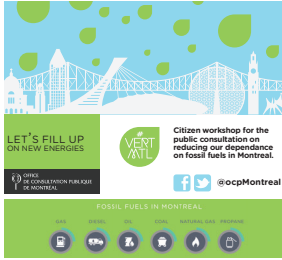 LET'S FILL UP
ON NEW ENERGIES
VERT
MTL
Citizen workshop for the
public consultation on
reducing our dependance
on fossil fuels in Montreal.
OFFICE
DE CONSULTATION PUBLIQUE
DE MONTRÉAL
@ocpMontreal
FOSSIL FUELS IN MONTREAL
GAS DIESEL OIL COAL NATURAL GAS PROPANE